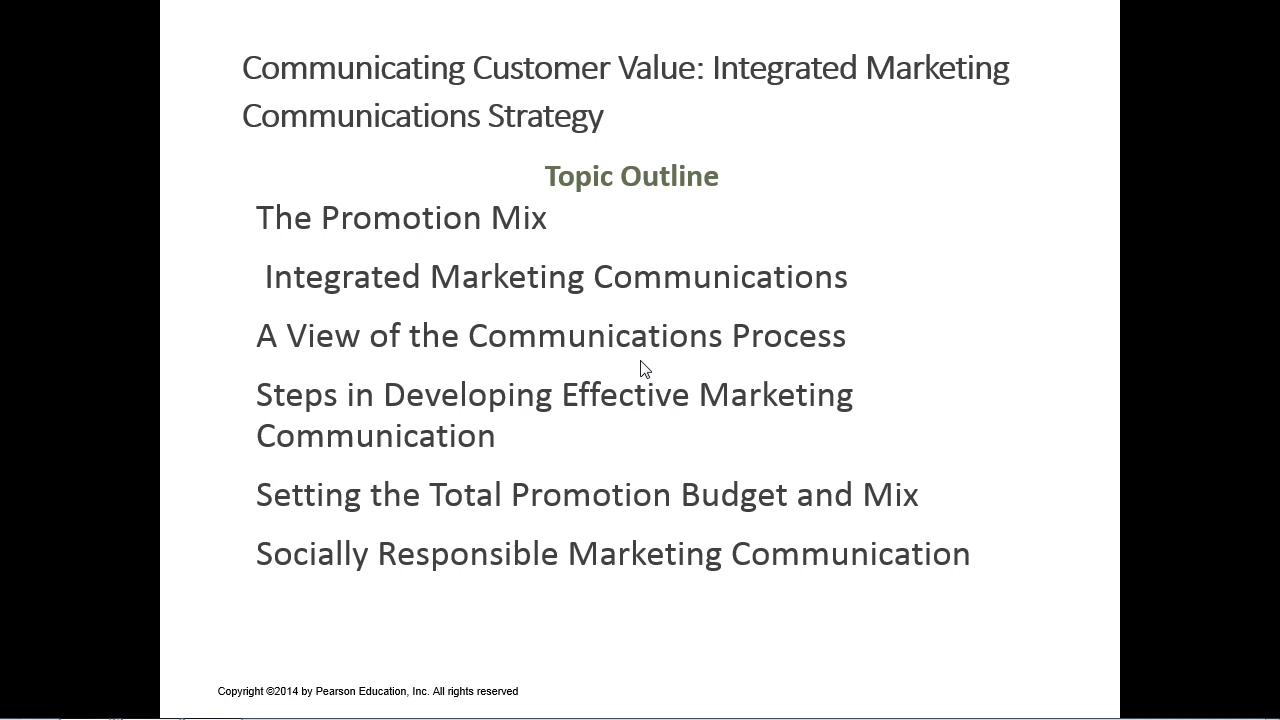 Communicating Customer Value: Integrated Marketing
Communications Strategy
Topic Outline
The Promotion Mix
Integrated Marketing Communications
A View of the Communications Process
Steps in Developing Effective Marketing
Communication
Setting the Total Promotion Budget and Mix
Socially Responsible Marketing Communication
Copyright ©2014 by Pearson Education, Inc. All rights reserved